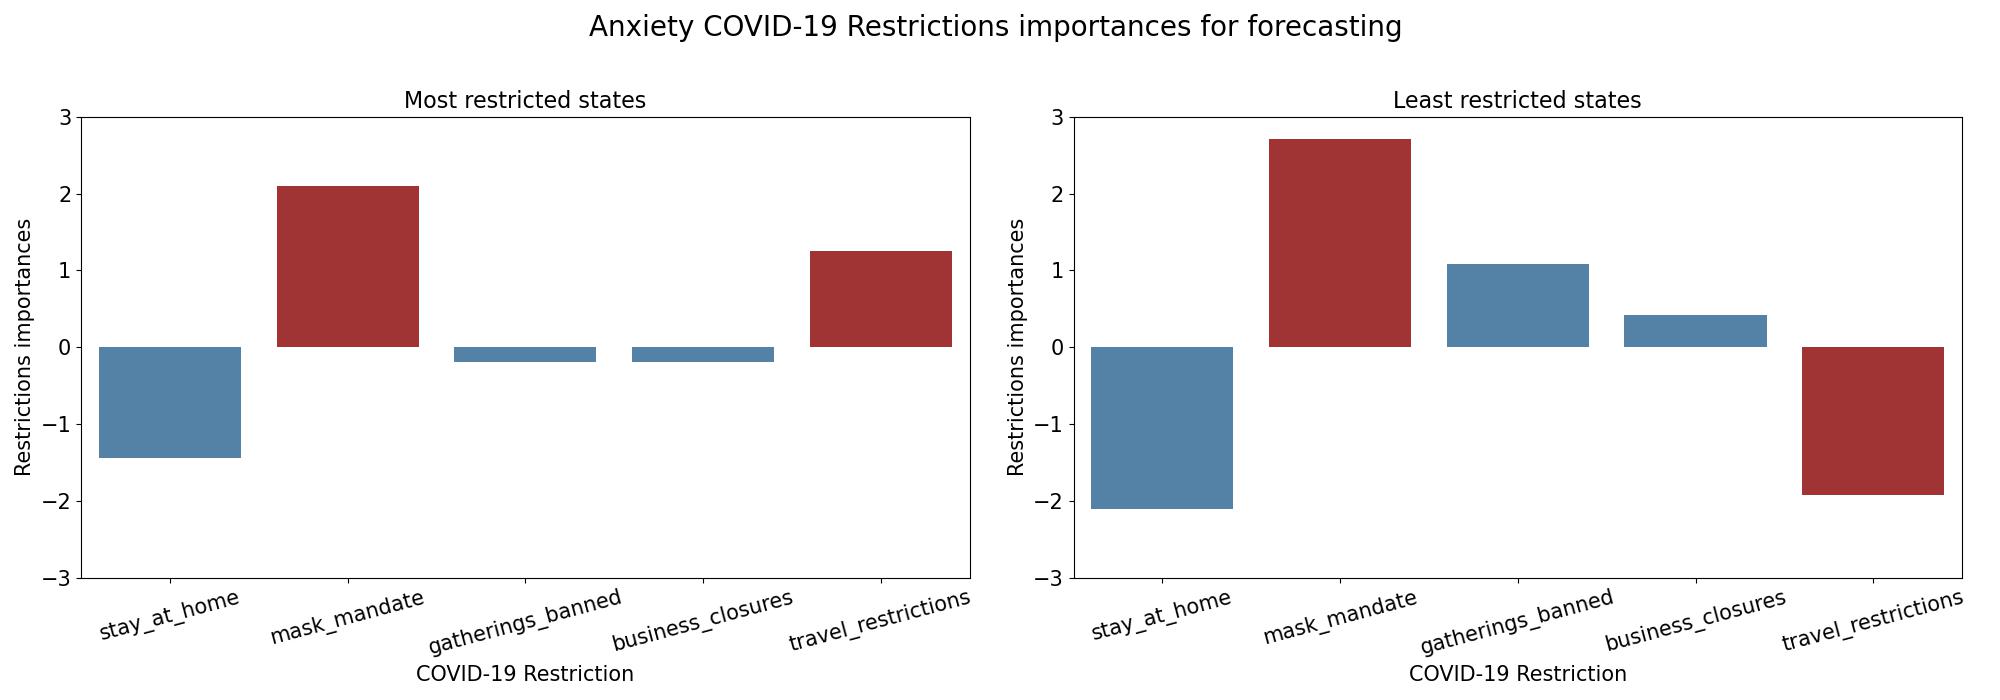 Anxiety COVID-19 Restrictions importances for forecasting
Most restricted states
Restrictions importances
3
2
1
0
−1
−2
−3
stay_at_home
mask_mandate
gatherings_banned
business_closures
travel_restrictions
COVID-19 Restriction
Least restricted states
Restrictions importances
3
2
1
0
−1
−2
−3
stay_at_home
mask_mandate
gatherings_banned
business_closures
travel_restrictions
COVID-19 Restriction